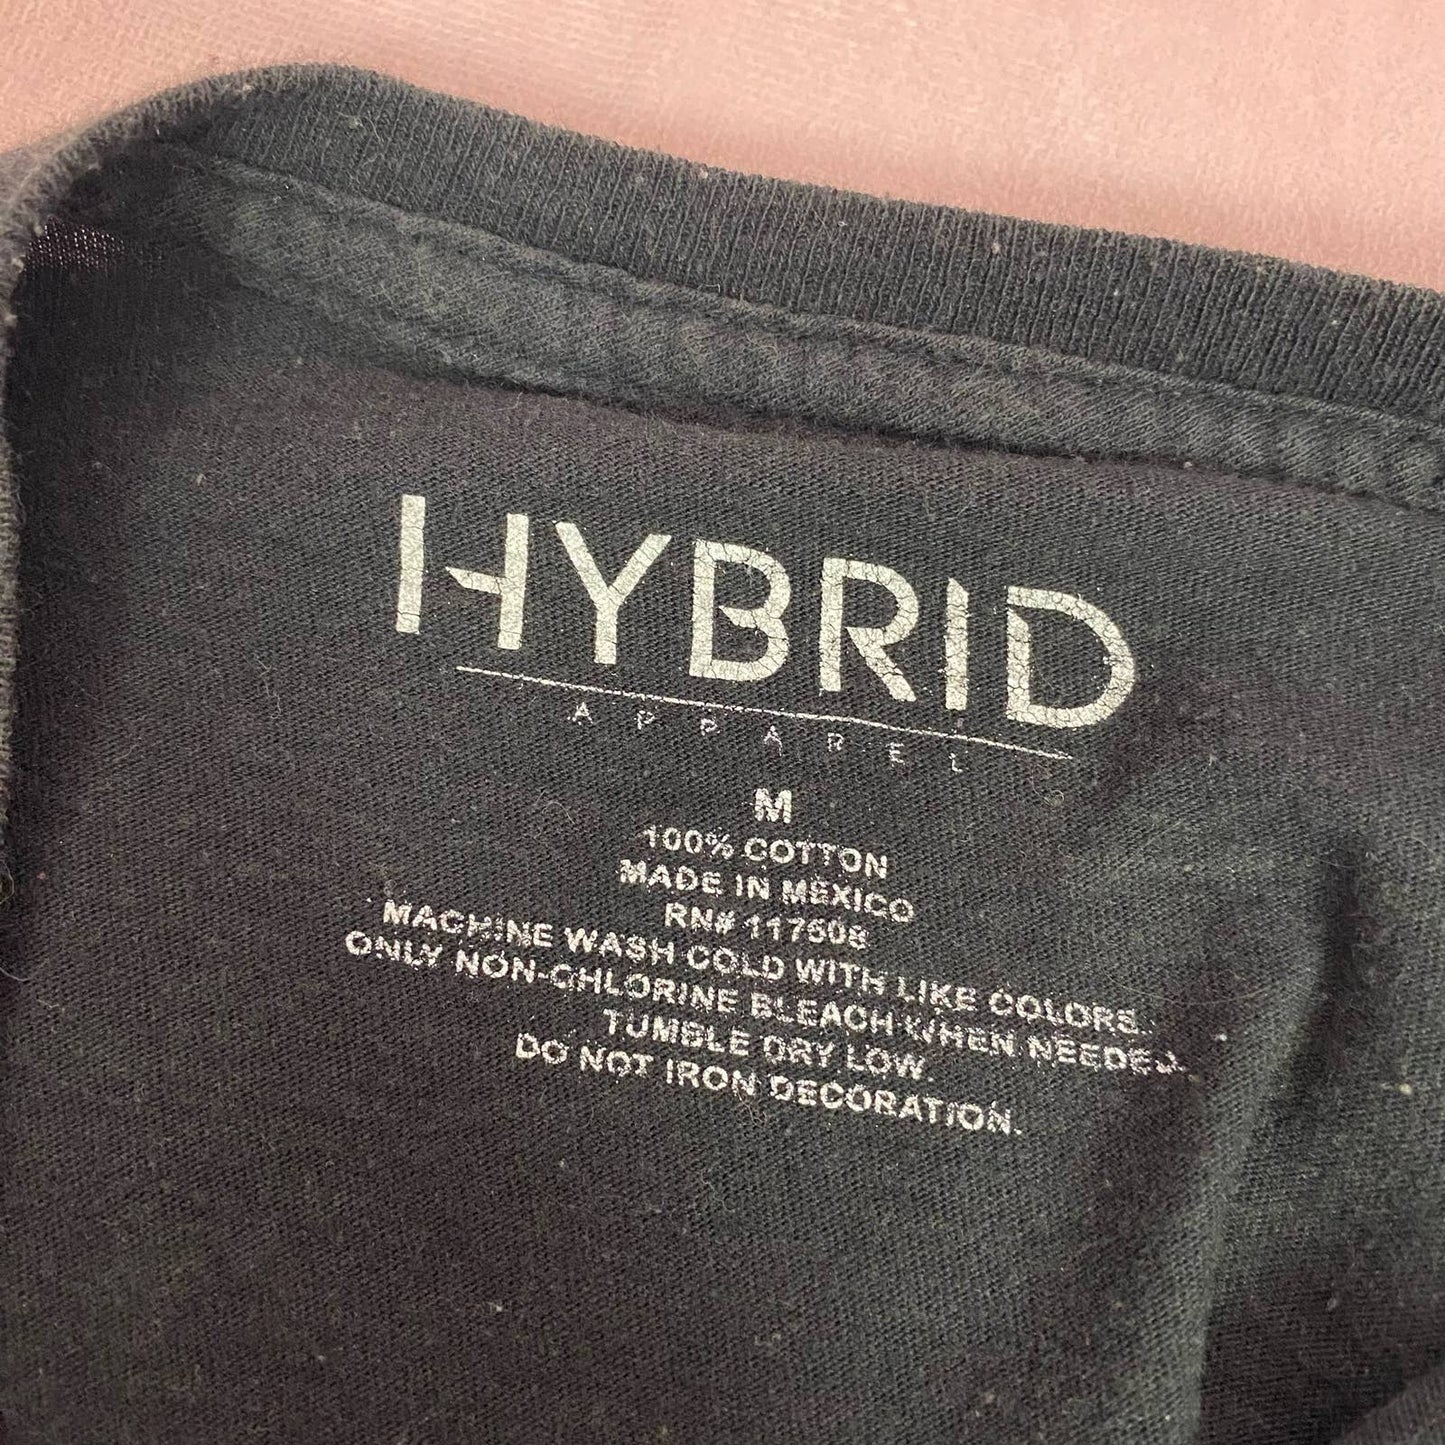 HYBRID
APPAREL
M
100% COTTON
MADE IN MEXICO
RN# 117608
MACHINE WASH COLD WITH LIKE COLORS.
ONLY NON-CHLORINE BLEACH WHEN NEEDED.
TUMBLE DRY LOW.
DO NOT IRON DECORATION.